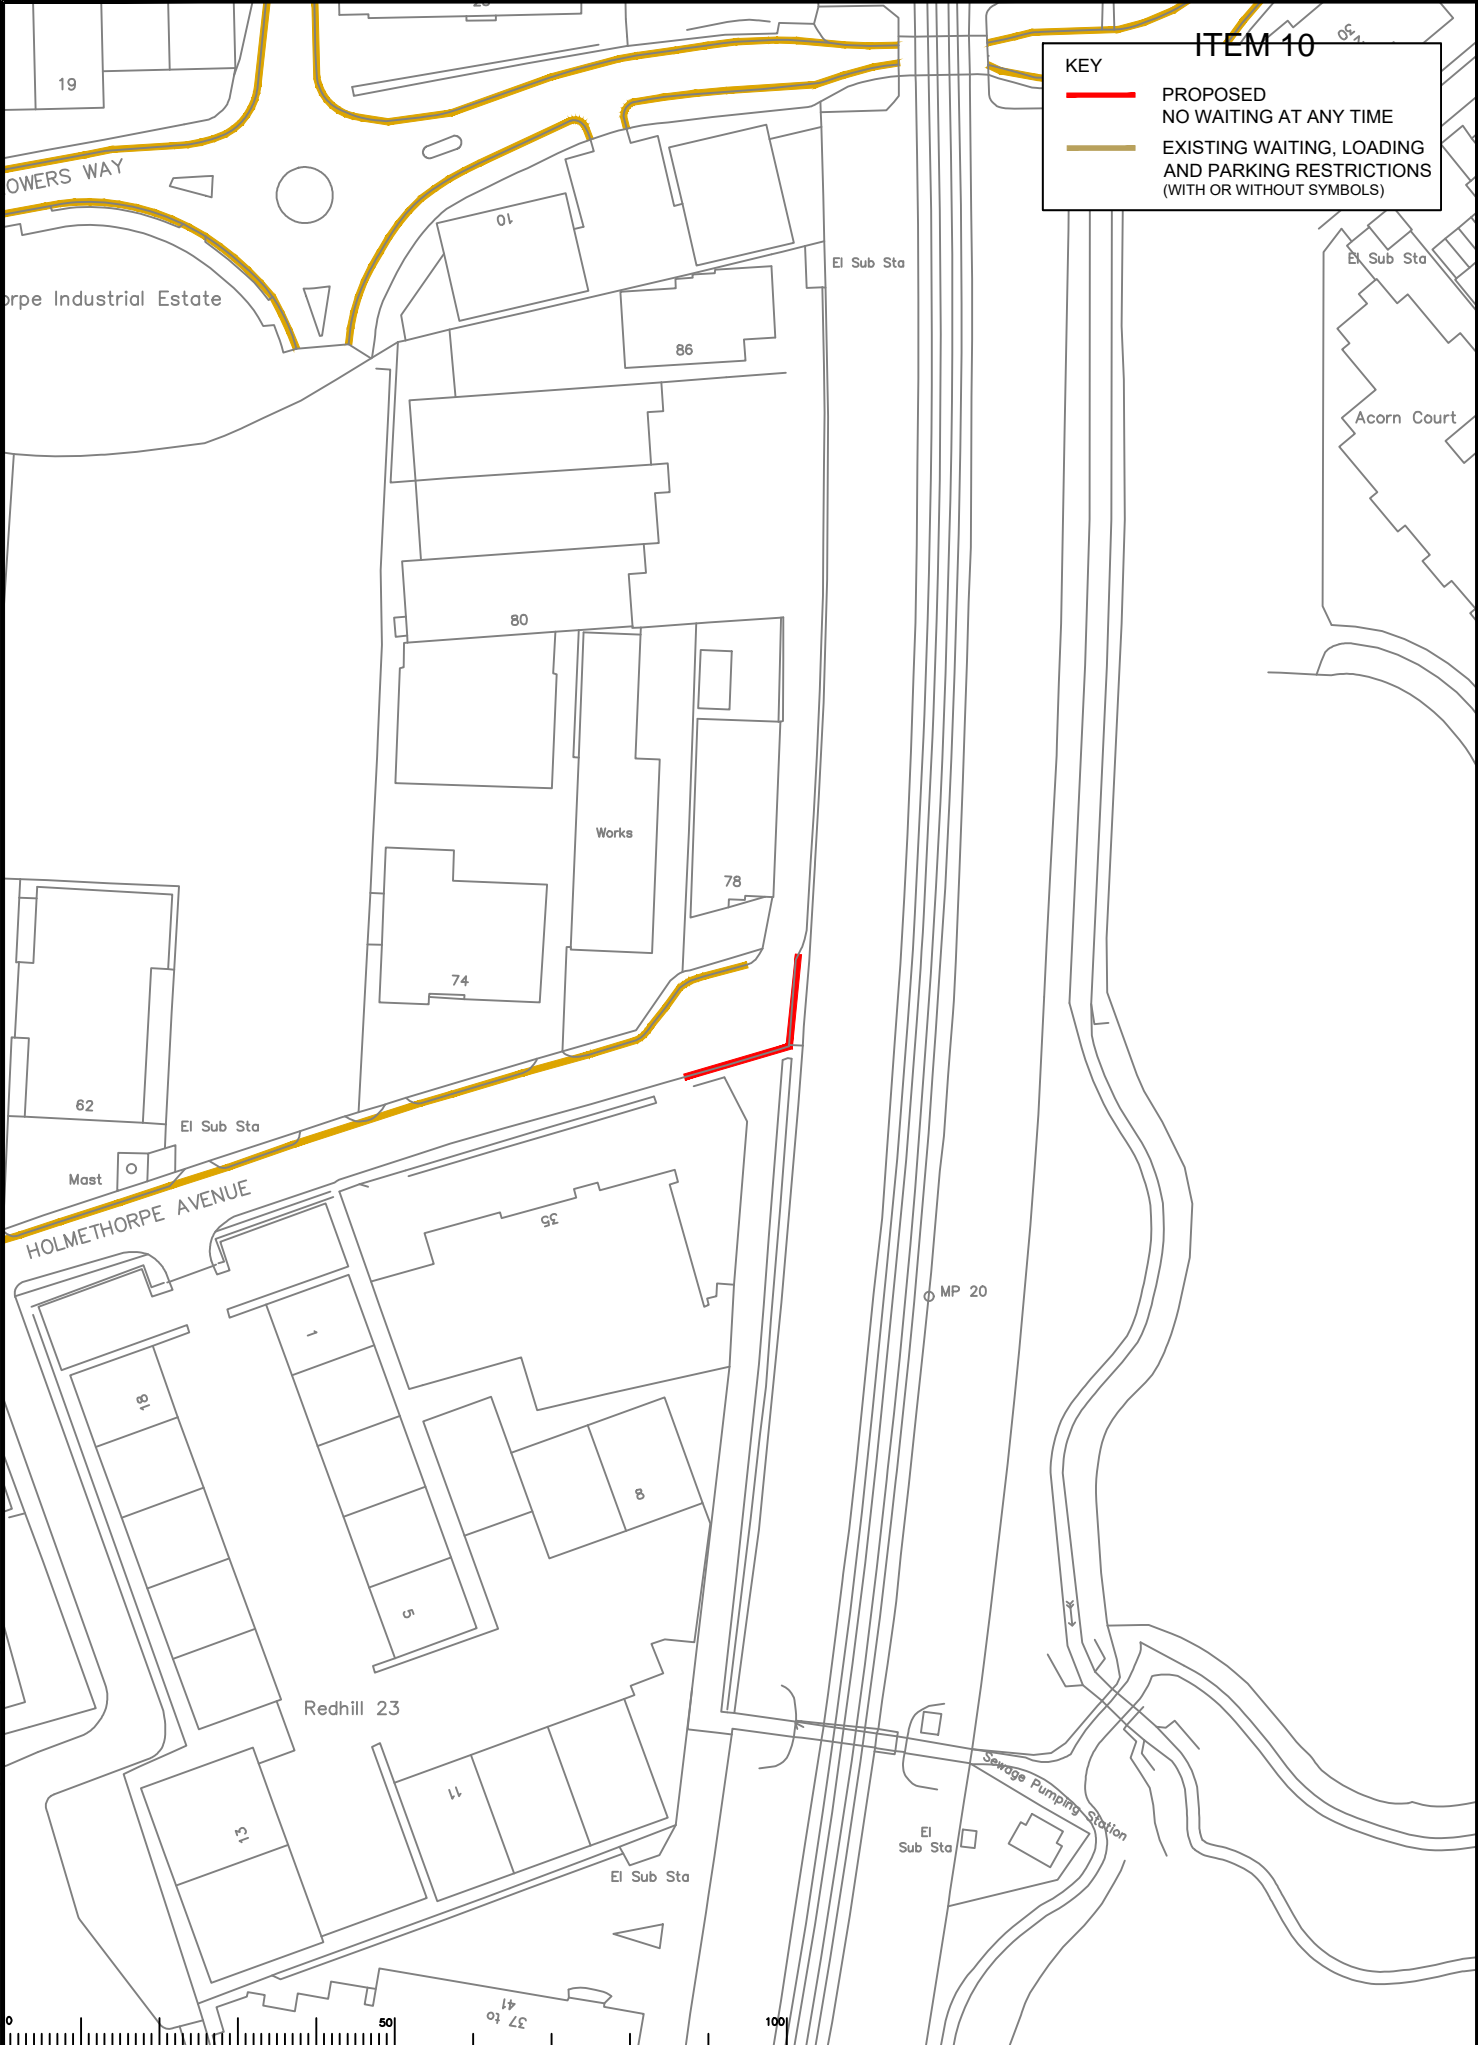 ITEM 10
KEY
PROPOSED
NO WAITING AT ANY TIME
EXISTING WAITING, LOADING
AND PARKING RESTRICTIONS
(WITH OR WITHOUT SYMBOLS)
19
OWERS WAY
10
El Sub Sta
El Sub Sta
orpe Industrial Estate
86
Acorn Court
80
Works
78
74
62
El Sub Sta
Mast
HOLMETHORPE AVENUE
35
MP 20
1
18
8
5
Redhill 23
11
13
Sewage Pumping Station
El
Sub Sta
El Sub Sta
37 to
41
0
50
100